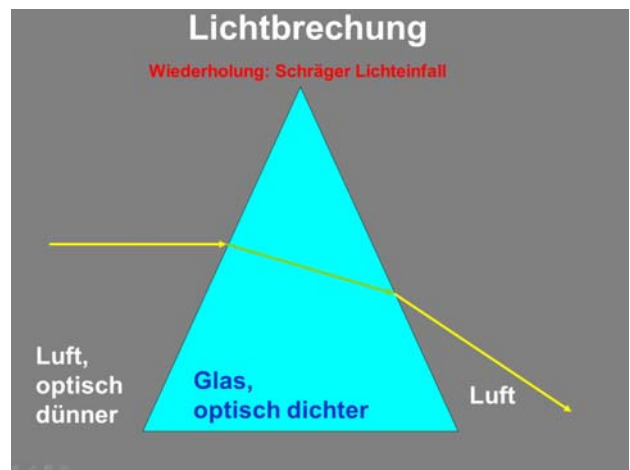 Lichtbrechung
Wiederholung: Schräger Lichteinfall
Luft,
optisch
dünner
Glas,
optisch dichter
Luft